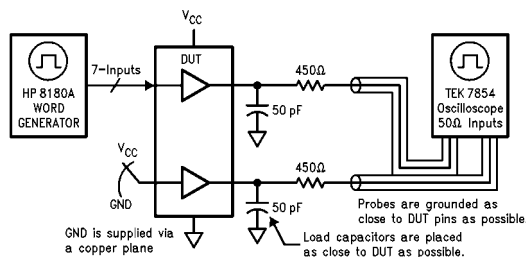 VCC
DUT
HP 8180A
WORD
GENERATOR
7-Inputs
450Ω
50 pF
TEK 7854
Oscilloscope
50Ω Inputs
VCC
GND
450Ω
50 pF
GND is supplied via
a copper plane
Load capacitors are placed
as close to DUT as possible.
Probes are grounded as
close to DUT pins as possible.